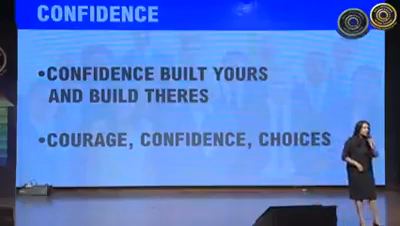 CONFIDENCE
•CONFIDENCE BUILT YOURS
AND BUILD THERES
•COURAGE, CONFIDENCE, CHOICES